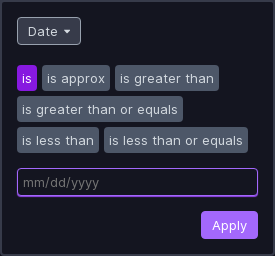 Date
is is approx is greater than
is greater than or equals
is less than is less than or equals
mm/dd/yyyy
Apply